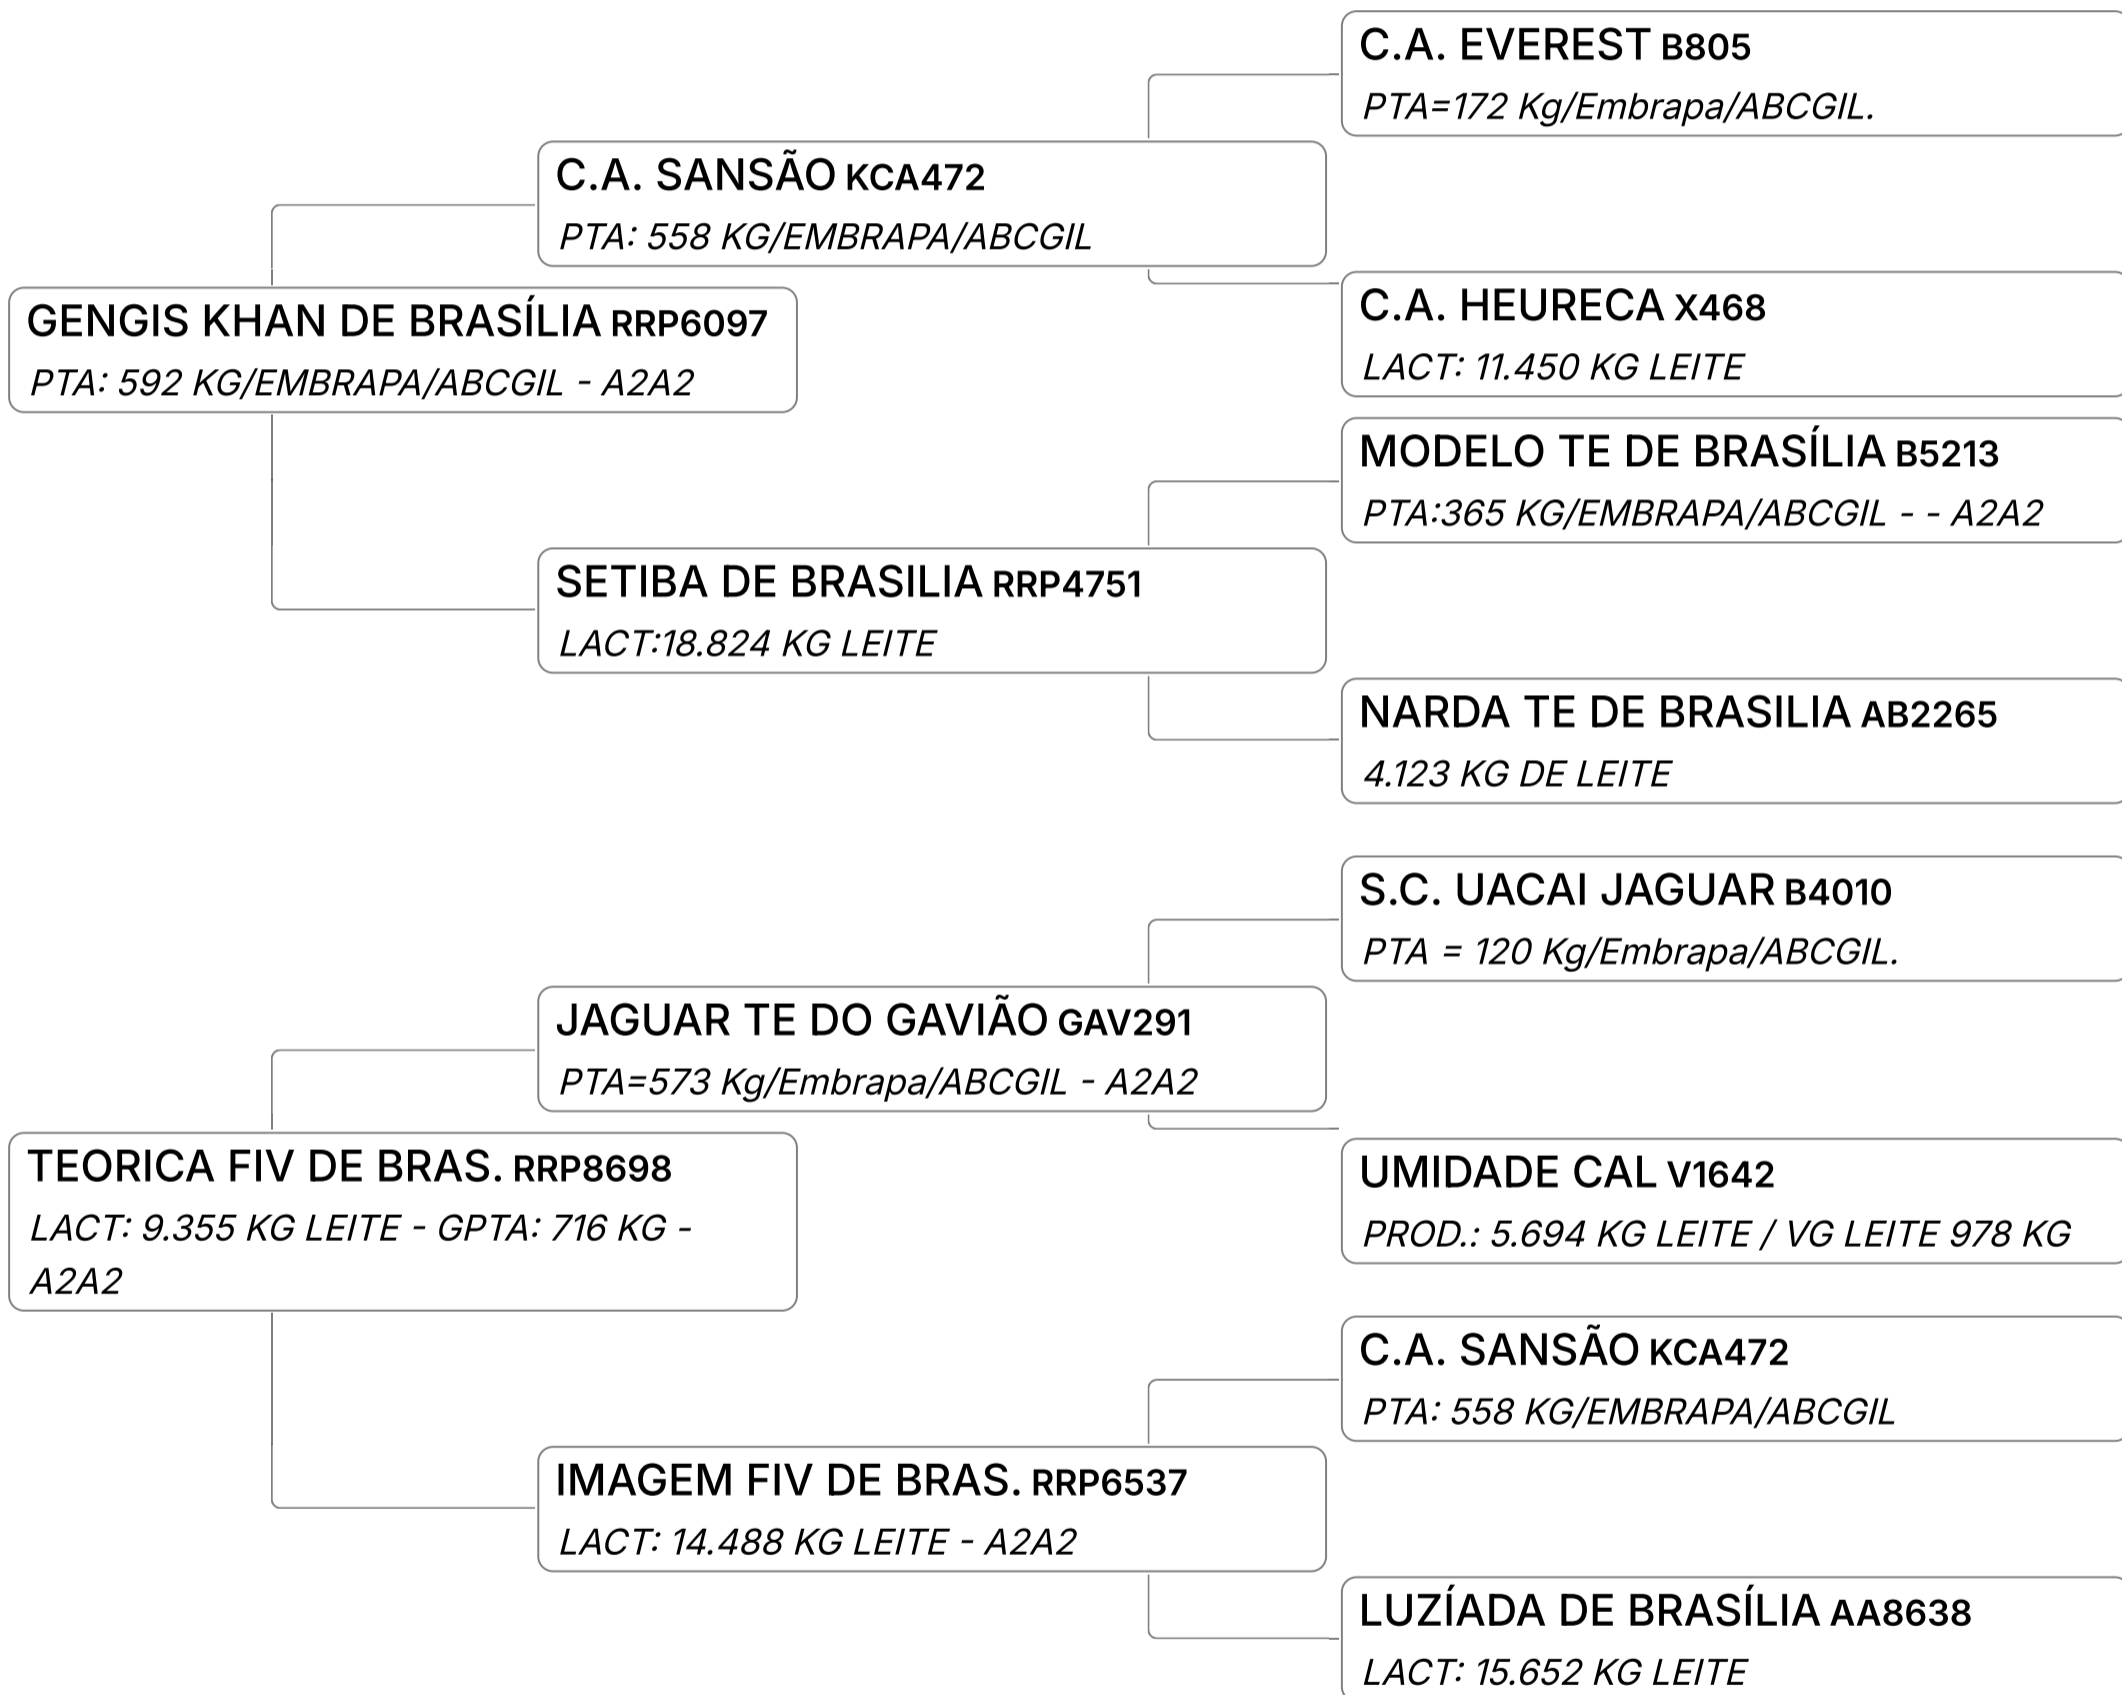 C.A. EVEREST B805
PTA=172 Kg/Embrapa/ABCGIL.
C.A. SANSÃO KCA472
PTA: 558 KG/EMBRAPA/ABCGIL
C.A. HEURECA X468
LACT: 11.450 KG LEITE
GENGIS KHAN DE BRASÍLIA RRP6097
PTA: 592 KG/EMBRAPA/ABCGIL - A2A2
MODELO TE DE BRASÍLIA B5213
PTA:365 KG/EMBRAPA/ABCGIL - - A2A2
SETIBA DE BRASILIA RRP4751
LACT:18.824 KG LEITE
NARDA TE DE BRASILIA AB2265
4.123 KG DE LEITE
S.C. UACAI JAGUAR B4010
PTA = 120 Kg/Embrapa/ABCGIL.
JAGUAR TE DO GAVIÃO GAV291
PTA=573 Kg/Embrapa/ABCGIL - A2A2
UMIDADE CAL V1642
PROD.: 5.694 KG LEITE / VG LEITE 978 KG
TEORICA FIV DE BRAS. RRP8698
LACT: 9.355 KG LEITE - GPTA: 716 KG -
A2A2
C.A. SANSÃO KCA472
PTA: 558 KG/EMBRAPA/ABCGIL
IMAGEM FIV DE BRAS. RRP6537
LACT: 14.488 KG LEITE - A2A2
LUZÍADA DE BRASÍLIA AA8638
LACT: 15.652 KG LEITE